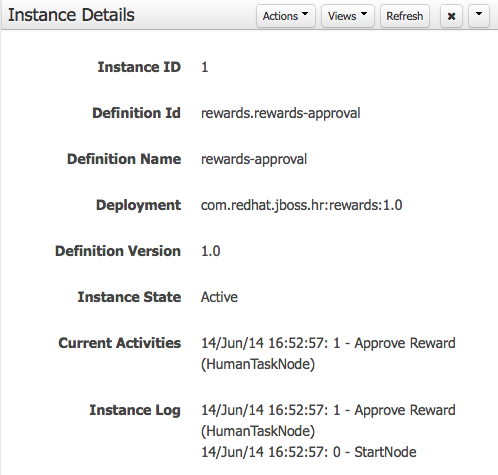 Instance Details Actions Views Refresh
Instance ID 1
Definition Id rewards.rewards-approval
Definition Name rewards-approval
Deployment com.redhat.jboss.hr:rewards:1.0
Definition Version 1.0
Instance State Active
Current Activities 14/Jun/14 16:52:57: 1 - Approve Reward
(HumanTaskNode)
Instance Log 14/Jun/14 16:52:57: 1 - Approve Reward
(HumanTaskNode)
14/Jun/14 16:52:57: 0 - StartNode